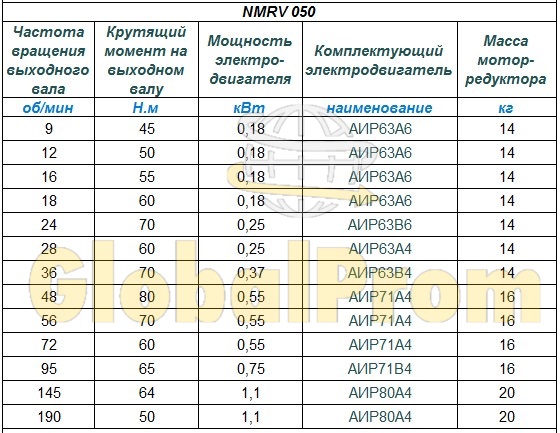 NMRV 050
Частота вращения выходного вала | Крутящий момент на выходном валу | Мощность электро-двигателя | Комплектующий электродвигатель | Масса мотор-редуктора
об/мин | Н.м | кВт | наименование | кг
9 | 45 | 0,18 | АИР63А6 | 14
12 | 50 | 0,18 | АИР63А6 | 14
16 | 55 | 0,18 | АИР63А6 | 14
18 | 60 | 0,18 | АИР63А6 | 14
24 | 70 | 0,25 | АИР63В6 | 14
28 | 60 | 0,25 | АИР63А4 | 14
36 | 70 | 0,37 | АИР63В4 | 14
48 | 80 | 0,55 | АИР71А4 | 16
56 | 70 | 0,55 | АИР71А4 | 16
72 | 60 | 0,55 | АИР71А4 | 16
95 | 65 | 0,75 | АИР71В4 | 16
145 | 64 | 1,1 | АИР80А4 | 20
190 | 50 | 1,1 | АИР80А4 | 20
GlobalProm